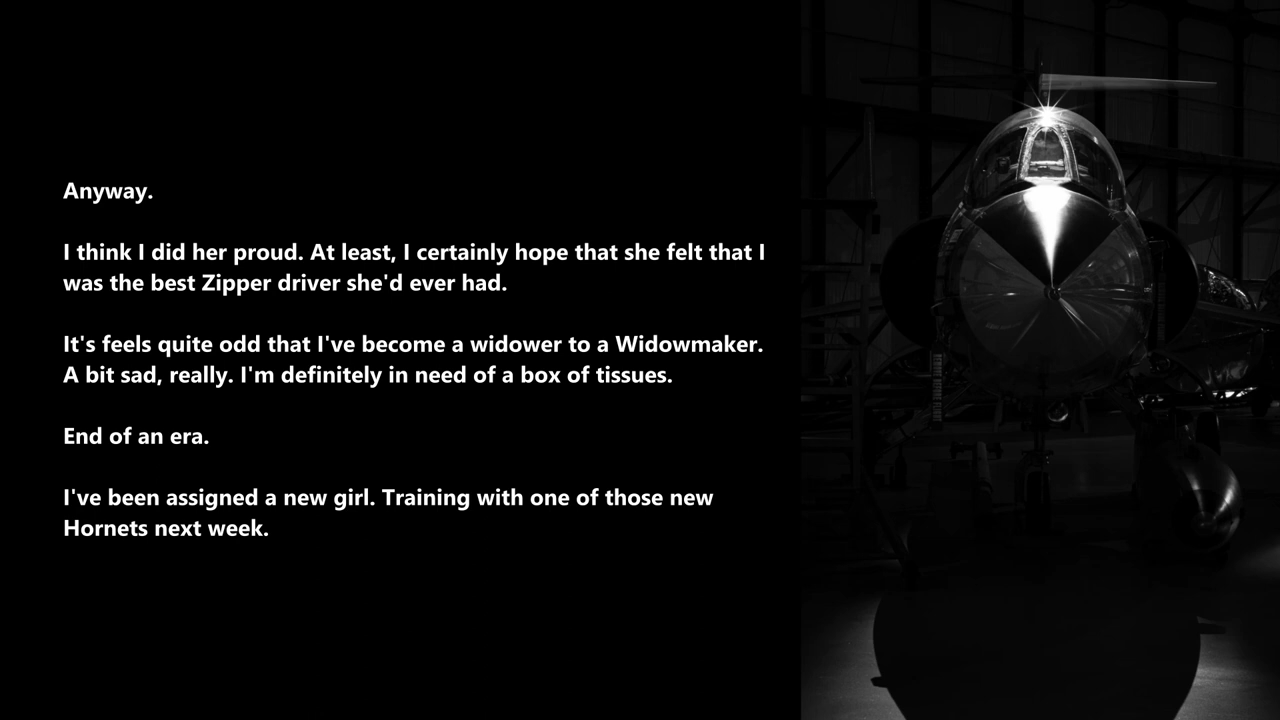 Anyway.
I think I did her proud. At least, I certainly hope that she felt that I
was the best Zipper driver she'd ever had.
It's feels quite odd that I've become a widower to a Widowmaker.
A bit sad, really. I'm definitely in need of a box of tissues.
End of an era.
I've been assigned a new girl. Training with one of those new
Hornets next week.